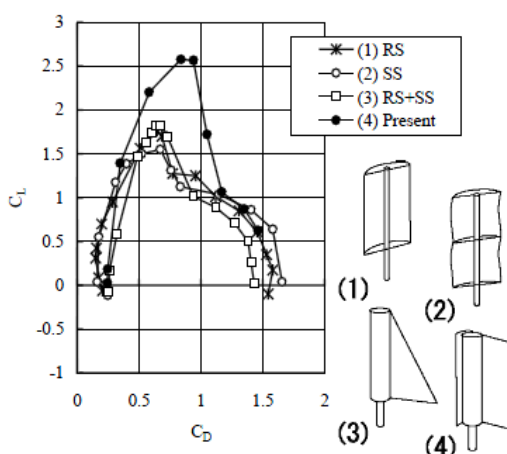 3
2.5
2
1.5
1
0.5
0
-0.5
-1
C_L
0 0.5 1 1.5 2
C_D
(1) RS
(2) SS
(3) RS+SS
(4) Present
(1)
(2)
(3)
(4)